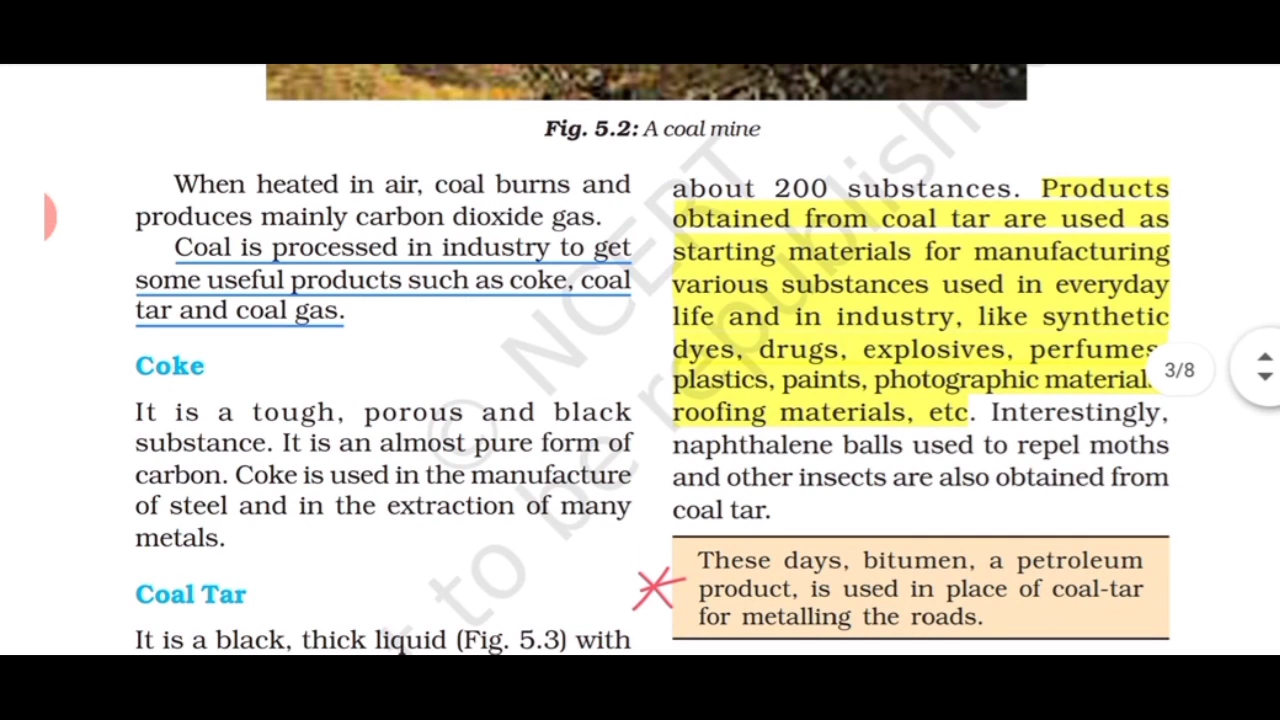 Fig. 5.2: A coal mine
When heated in air, coal burns and
produces mainly carbon dioxide gas.
Coal is processed in industry to get
some useful products such as coke, coal
tar and coal gas.
Coke
It is a tough, porous and black
substance. It is an almost pure form of
carbon. Coke is used in the manufacture
of steel and in the extraction of many
metals.
Coal Tar
It is a black, thick liquid (Fig. 5.3) with
about 200 substances. Products
obtained from coal tar are used as
starting materials for manufacturing
various substances used in everyday
life and in industry, like synthetic
dyes, drugs, explosives, perfumes
plastics, paints, photographic material
roofing materials, etc. Interestingly,
naphthalene balls used to repel moths
and other insects are also obtained from
coal tar.
These days, bitumen, a petroleum
product, is used in place of coal-tar
for metalling the roads.
3/8
© NCERT
to be republished